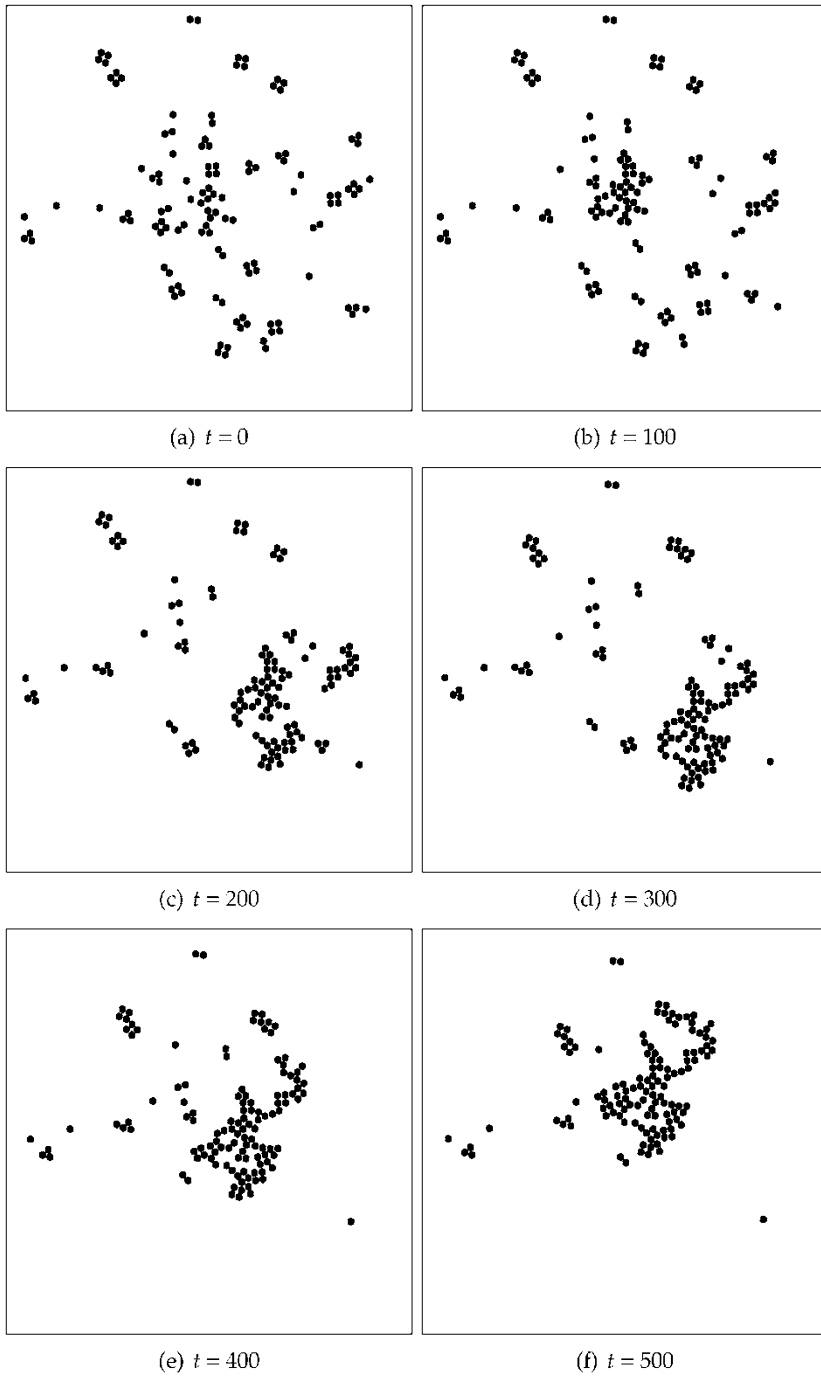 (a) t = 0
(b) t = 100
(c) t = 200
(d) t = 300
(e) t = 400
(f) t = 500